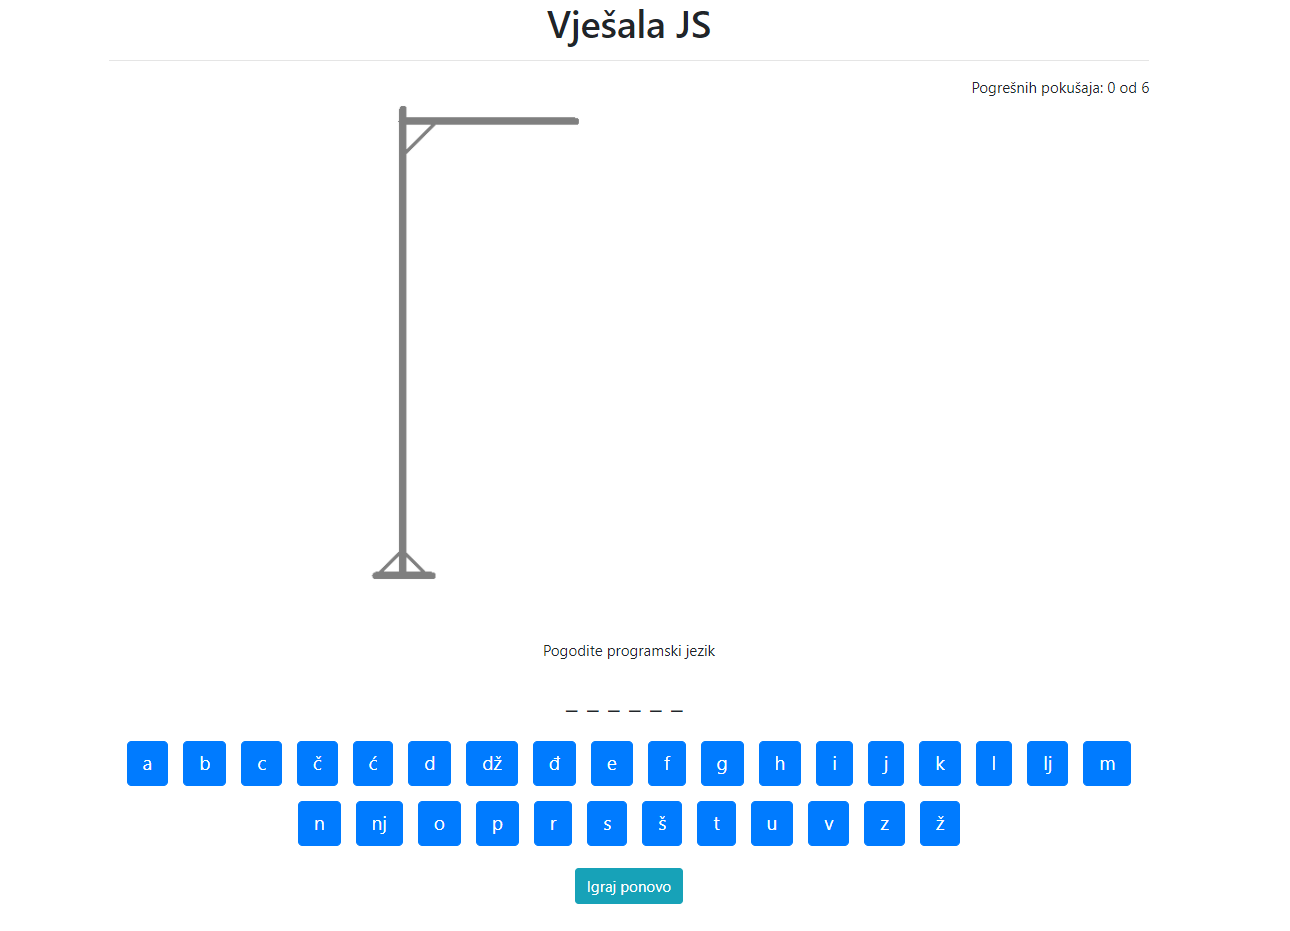 Vješala JS
Pogrešnih pokušaja: 0 od 6
Pogodite programski jezik
_ _ _ _ _ _
a b c č ć d dž đ e f g h i j k l lj m
n nj o p r s š t u v z ž
Igraj ponovo